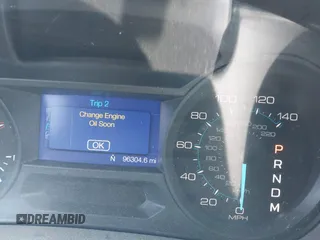 Trip 2
Change Engine
Oil Soon
OK
N 96304.6 mi
20
40
60
80
100
120
140
220
MPH
P
R
N
D
M
DREAMBID